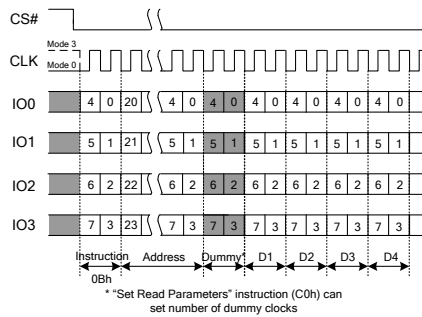 CS#
Mode 3
CLK
Mode 0
IO0 4 0 20 4 0 4 0 4 0 4 0 4 0 4 0
IO1 5 1 21 5 1 5 1 5 1 5 1 5 1 5 1
IO2 6 2 22 6 2 6 2 6 2 6 2 6 2 6 2
IO3 7 3 23 7 3 7 3 7 3 7 3 7 3 7 3
Instruction Address Dummy* D1 D2 D3 D4
0Bh
* "Set Read Parameters" instruction (C0h) can
set number of dummy clocks